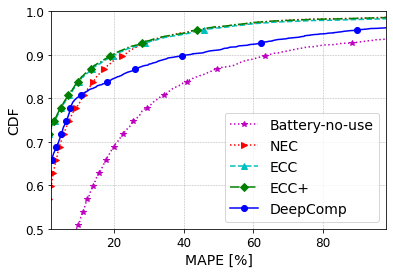 1.0
0.9
0.8
0.7
0.6
0.5
CDF
20 40 60 80
MAPE [%]
Battery-no-use
NEC
ECC
ECC+
DeepComp